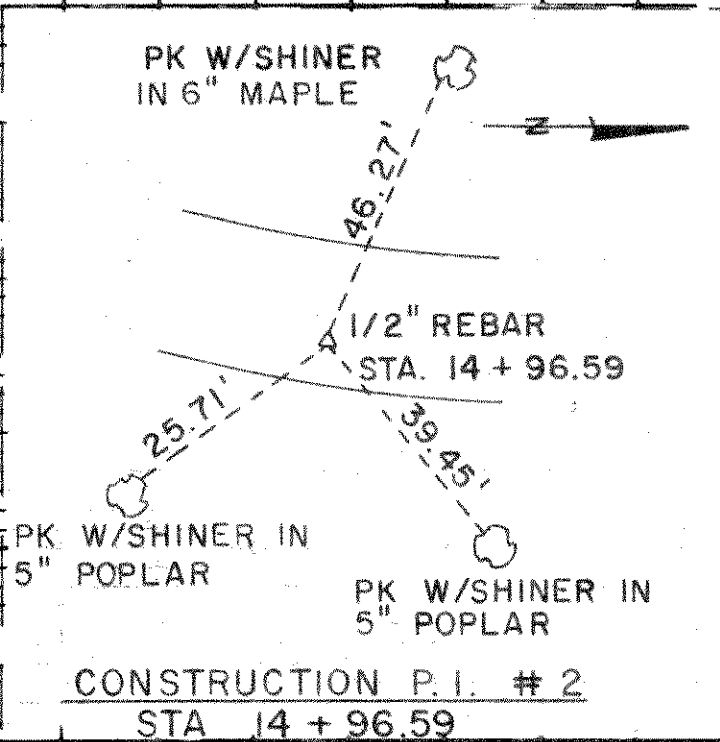 PK W/SHINER
IN 6" MAPLE
N
46.27'
1/2" REBAR
STA. 14 + 96.59
25.71'
39.45'
PK W/SHINER IN
5" POPLAR
PK W/SHINER IN
5" POPLAR
CONSTRUCTION P.I. # 2
STA 14 + 96.59